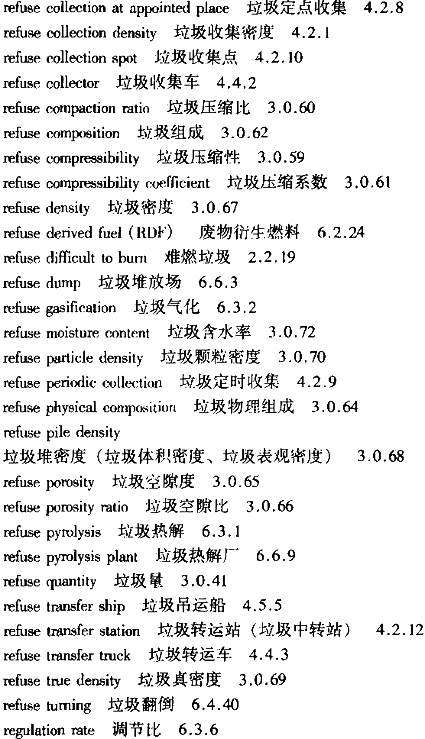 refuse collection at appointed place 垃圾定点收集 4.2.8
refuse collection density 垃圾收集密度 4.2.1
refuse collection spot 垃圾收集点 4.2.10
refuse collector 垃圾收集车 4.4.2
refuse compaction ratio 垃圾压缩比 3.0.60
refuse composition 垃圾组成 3.0.62
refuse compressibility 垃圾压缩性 3.0.59
refuse compressibility coefficient 垃圾压缩系数 3.0.61
refuse density 垃圾密度 3.0.67
refuse derived fuel (RDF) 废物衍生燃料 6.2.24
refuse difficult to burn 难燃垃圾 2.2.19
refuse dump 垃圾堆放场 6.6.3
refuse gasification 垃圾气化 6.3.2
refuse moisture content 垃圾含水率 3.0.72
refuse particle density 垃圾颗粒密度 3.0.70
refuse periodic collection 垃圾定时收集 4.2.9
refuse physical composition 垃圾物理组成 3.0.64
refuse pile density
垃圾堆密度（垃圾体积密度、垃圾表观密度） 3.0.68
refuse porosity 垃圾空隙度 3.0.65
refuse porosity ratio 垃圾空隙比 3.0.66
refuse pyrolysis 垃圾热解 6.3.1
refuse pyrolysis plant 垃圾热解厂 6.6.9
refuse quantity 垃圾量 3.0.41
refuse transfer ship 垃圾吊运船 4.5.5
refuse transfer station 垃圾转运站（垃圾中转站） 4.2.12
refuse transfer truck 垃圾转运车 4.4.3
refuse true density 垃圾真密度 3.0.69
refuse turning 垃圾翻倒 6.4.40
regulation rate 调节比 6.3.6